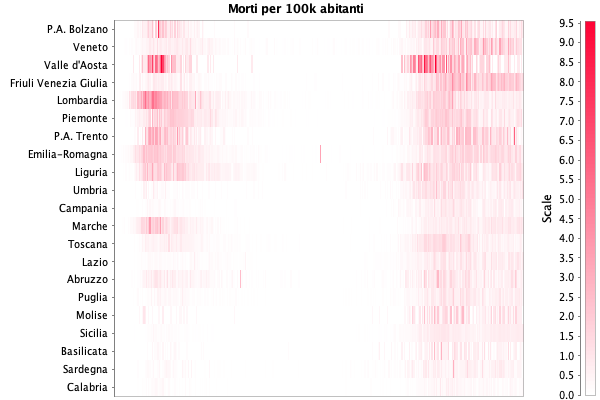 Morti per 100k abitanti
P.A. Bolzano
Veneto
Valle d'Aosta
Friuli Venezia Giulia
Lombardia
Piemonte
P.A. Trento
Emilia-Romagna
Liguria
Umbria
Campania
Marche
Toscana
Lazio
Abruzzo
Puglia
Molise
Sicilia
Basilicata
Sardegna
Calabria
Scale
9.5
9.0
8.5
8.0
7.5
7.0
6.5
6.0
5.5
5.0
4.5
4.0
3.5
3.0
2.5
2.0
1.5
1.0
0.5
0.0